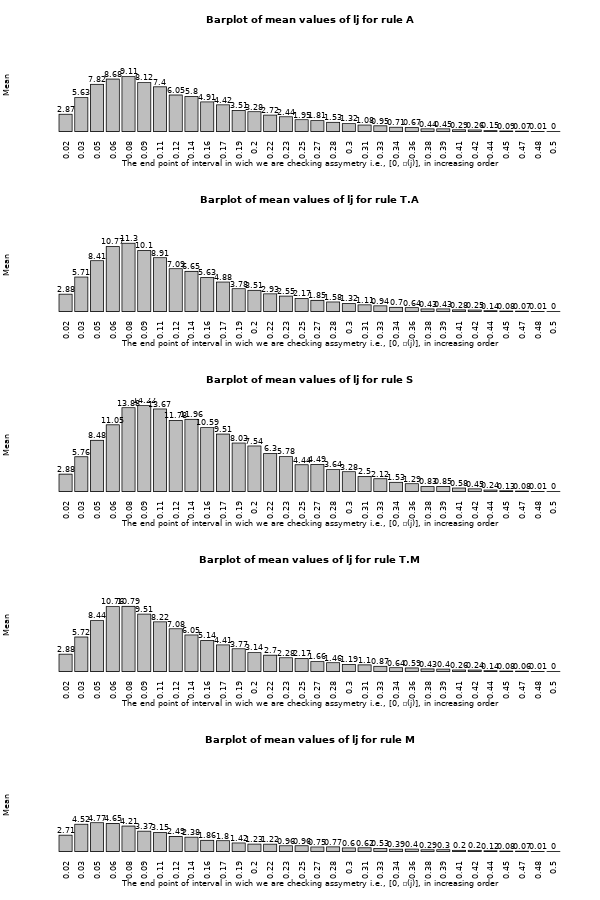 Barplot of mean values of lj for rule A
Mean
2.87 5.63 7.82 8.68 9.11 8.12 7.4 6.05 5.8 4.91 4.42 3.51 3.28 2.72 2.44 1.95 1.81 1.53 1.32 1.08 0.95 0.71 0.67 0.44 0.45 0.29 0.26 0.15 0.09 0.07 0.01 0
0.02 0.03 0.05 0.06 0.08 0.09 0.11 0.12 0.14 0.16 0.17 0.19 0.2 0.22 0.23 0.25 0.27 0.28 0.3 0.31 0.33 0.34 0.36 0.38 0.39 0.41 0.42 0.44 0.45 0.47 0.48 0.5
The end point of interval in wich we are checking assymetry i.e., [0, □(j)], in increasing order
Barplot of mean values of lj for rule T.A
Mean
2.88 5.71 8.41 10.77 11.3 10.1 8.91 7.09 6.65 5.63 4.88 3.78 3.51 2.93 2.55 2.17 1.85 1.58 1.32 1.11 0.94 0.7 0.64 0.43 0.43 0.28 0.25 0.14 0.08 0.07 0.01 0
0.02 0.03 0.05 0.06 0.08 0.09 0.11 0.12 0.14 0.16 0.17 0.19 0.2 0.22 0.23 0.25 0.27 0.28 0.3 0.31 0.33 0.34 0.36 0.38 0.39 0.41 0.42 0.44 0.45 0.47 0.48 0.5
The end point of interval in wich we are checking assymetry i.e., [0, □(j)], in increasing order
Barplot of mean values of lj for rule S
Mean
2.88 5.76 8.48 11.05 13.88 13.67 11.78 11.96 10.59 9.51 8.03 7.54 6.3 5.78 4.44 4.49 3.64 3.28 2.5 2.12 1.53 1.29 0.83 0.85 0.58 0.45 0.24 0.13 0.08 0.01 0
0.02 0.03 0.05 0.06 0.08 0.09 0.11 0.12 0.14 0.16 0.17 0.19 0.2 0.22 0.23 0.25 0.27 0.28 0.3 0.31 0.33 0.34 0.36 0.38 0.39 0.41 0.42 0.44 0.45 0.47 0.48 0.5
The end point of interval in wich we are checking assymetry i.e., [0, □(j)], in increasing order
Barplot of mean values of lj for rule T.M
Mean
2.88 5.72 8.44 10.78 10.79 9.51 8.22 7.08 6.05 5.14 4.41 3.77 3.14 2.7 2.28 2.17 1.66 1.46 1.19 1.1 0.87 0.64 0.59 0.43 0.4 0.26 0.24 0.14 0.08 0.06 0.01 0
0.02 0.03 0.05 0.06 0.08 0.09 0.11 0.12 0.14 0.16 0.17 0.19 0.2 0.22 0.23 0.25 0.27 0.28 0.3 0.31 0.33 0.34 0.36 0.38 0.39 0.41 0.42 0.44 0.45 0.47 0.48 0.5
The end point of interval in wich we are checking assymetry i.e., [0, □(j)], in increasing order
Barplot of mean values of lj for rule M
Mean
2.71 4.52 4.77 4.65 4.21 3.37 3.15 2.49 2.38 1.86 1.8 1.42 1.23 1.22 0.96 0.96 0.75 0.77 0.6 0.62 0.53 0.39 0.4 0.29 0.3 0.2 0.2 0.12 0.08 0.07 0.01 0
0.02 0.03 0.05 0.06 0.08 0.09 0.11 0.12 0.14 0.16 0.17 0.19 0.2 0.22 0.23 0.25 0.27 0.28 0.3 0.31 0.33 0.34 0.36 0.38 0.39 0.41 0.42 0.44 0.45 0.47 0.48 0.5
The end point of interval in wich we are checking assymetry i.e., [0, □(j)], in increasing order